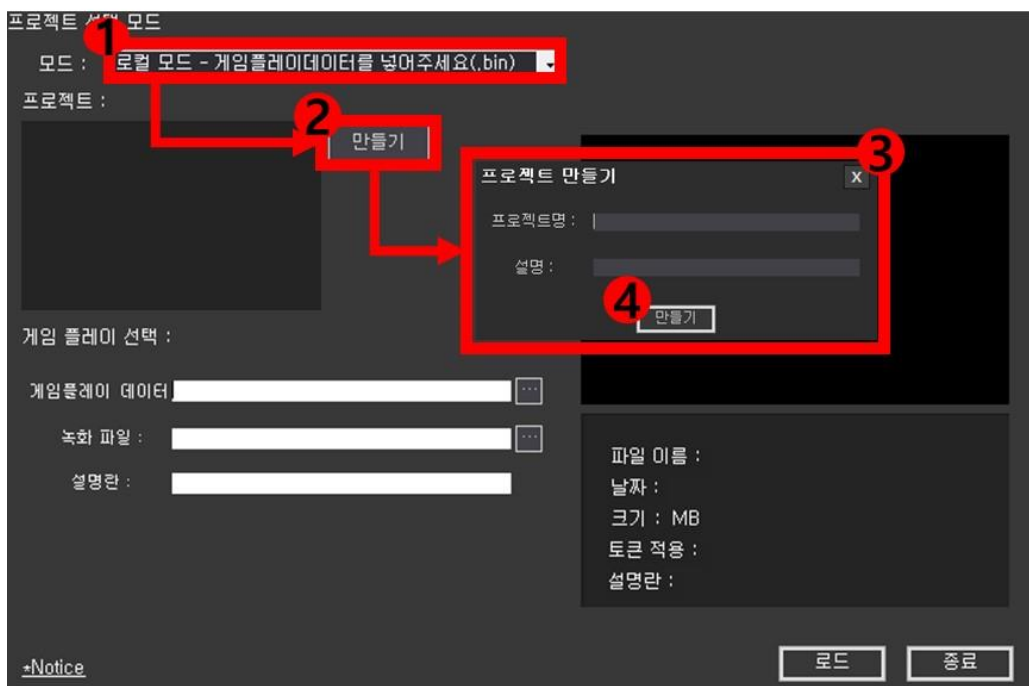 프로젝트 선택 모드
1
모드 : 로컬 모드 - 게임플레이데이터를 넣어주세요(.bin)
프로젝트 :
2
만들기
3
프로젝트 만들기 X
프로젝트명 :
설명 :
4
만들기
게임 플레이 선택 :
게임플레이 데이터 ...
녹화 파일 : ...
설명란 :
파일 이름 :
날짜 :
크기 : MB
토큰 적용 :
설명란 :
*Notice
로드
종료